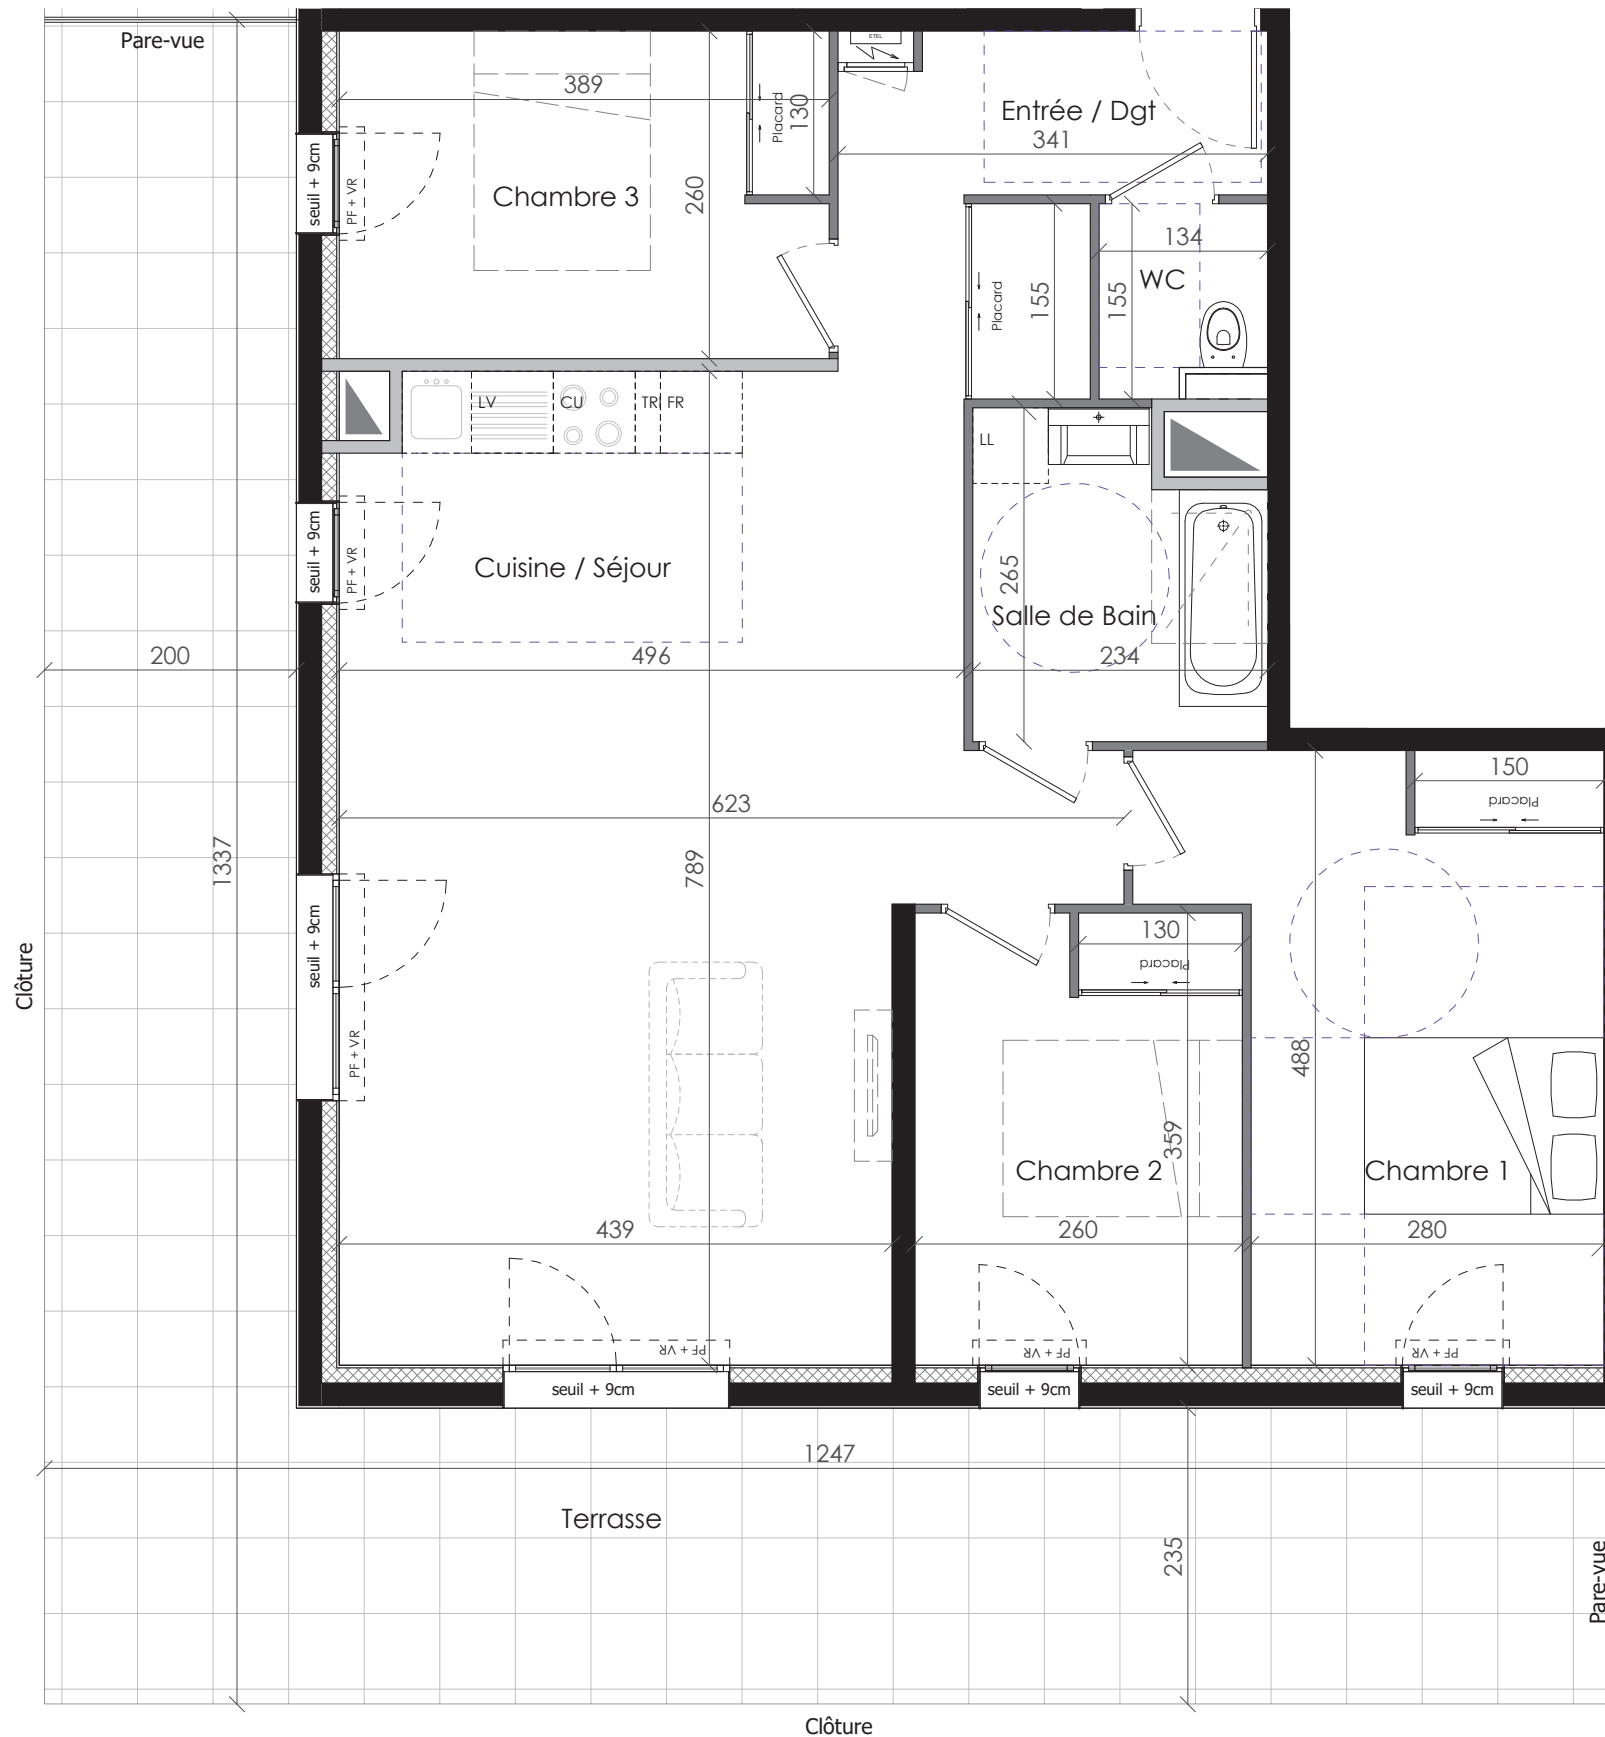 Pare-vue
ETEL
389
Placard
130
Entrée / Dgt
341
seuil + 9cm
PF + VR
Chambre 3
260
134
WC
Placard
155
155
LV
CU
TRI
FR
LL
seuil + 9cm
PF + VR
Cuisine / Séjour
265
Salle de Bain
200
496
234
150
Placard
623
1337
789
seuil + 9cm
PF + VR
Clôture
130
Placard
488
359
Chambre 2
Chambre 1
439
260
280
PF + VR
PF + VR
PF + VR
seuil + 9cm
seuil + 9cm
seuil + 9cm
1247
Terrasse
235
Pare-vue
Clôture